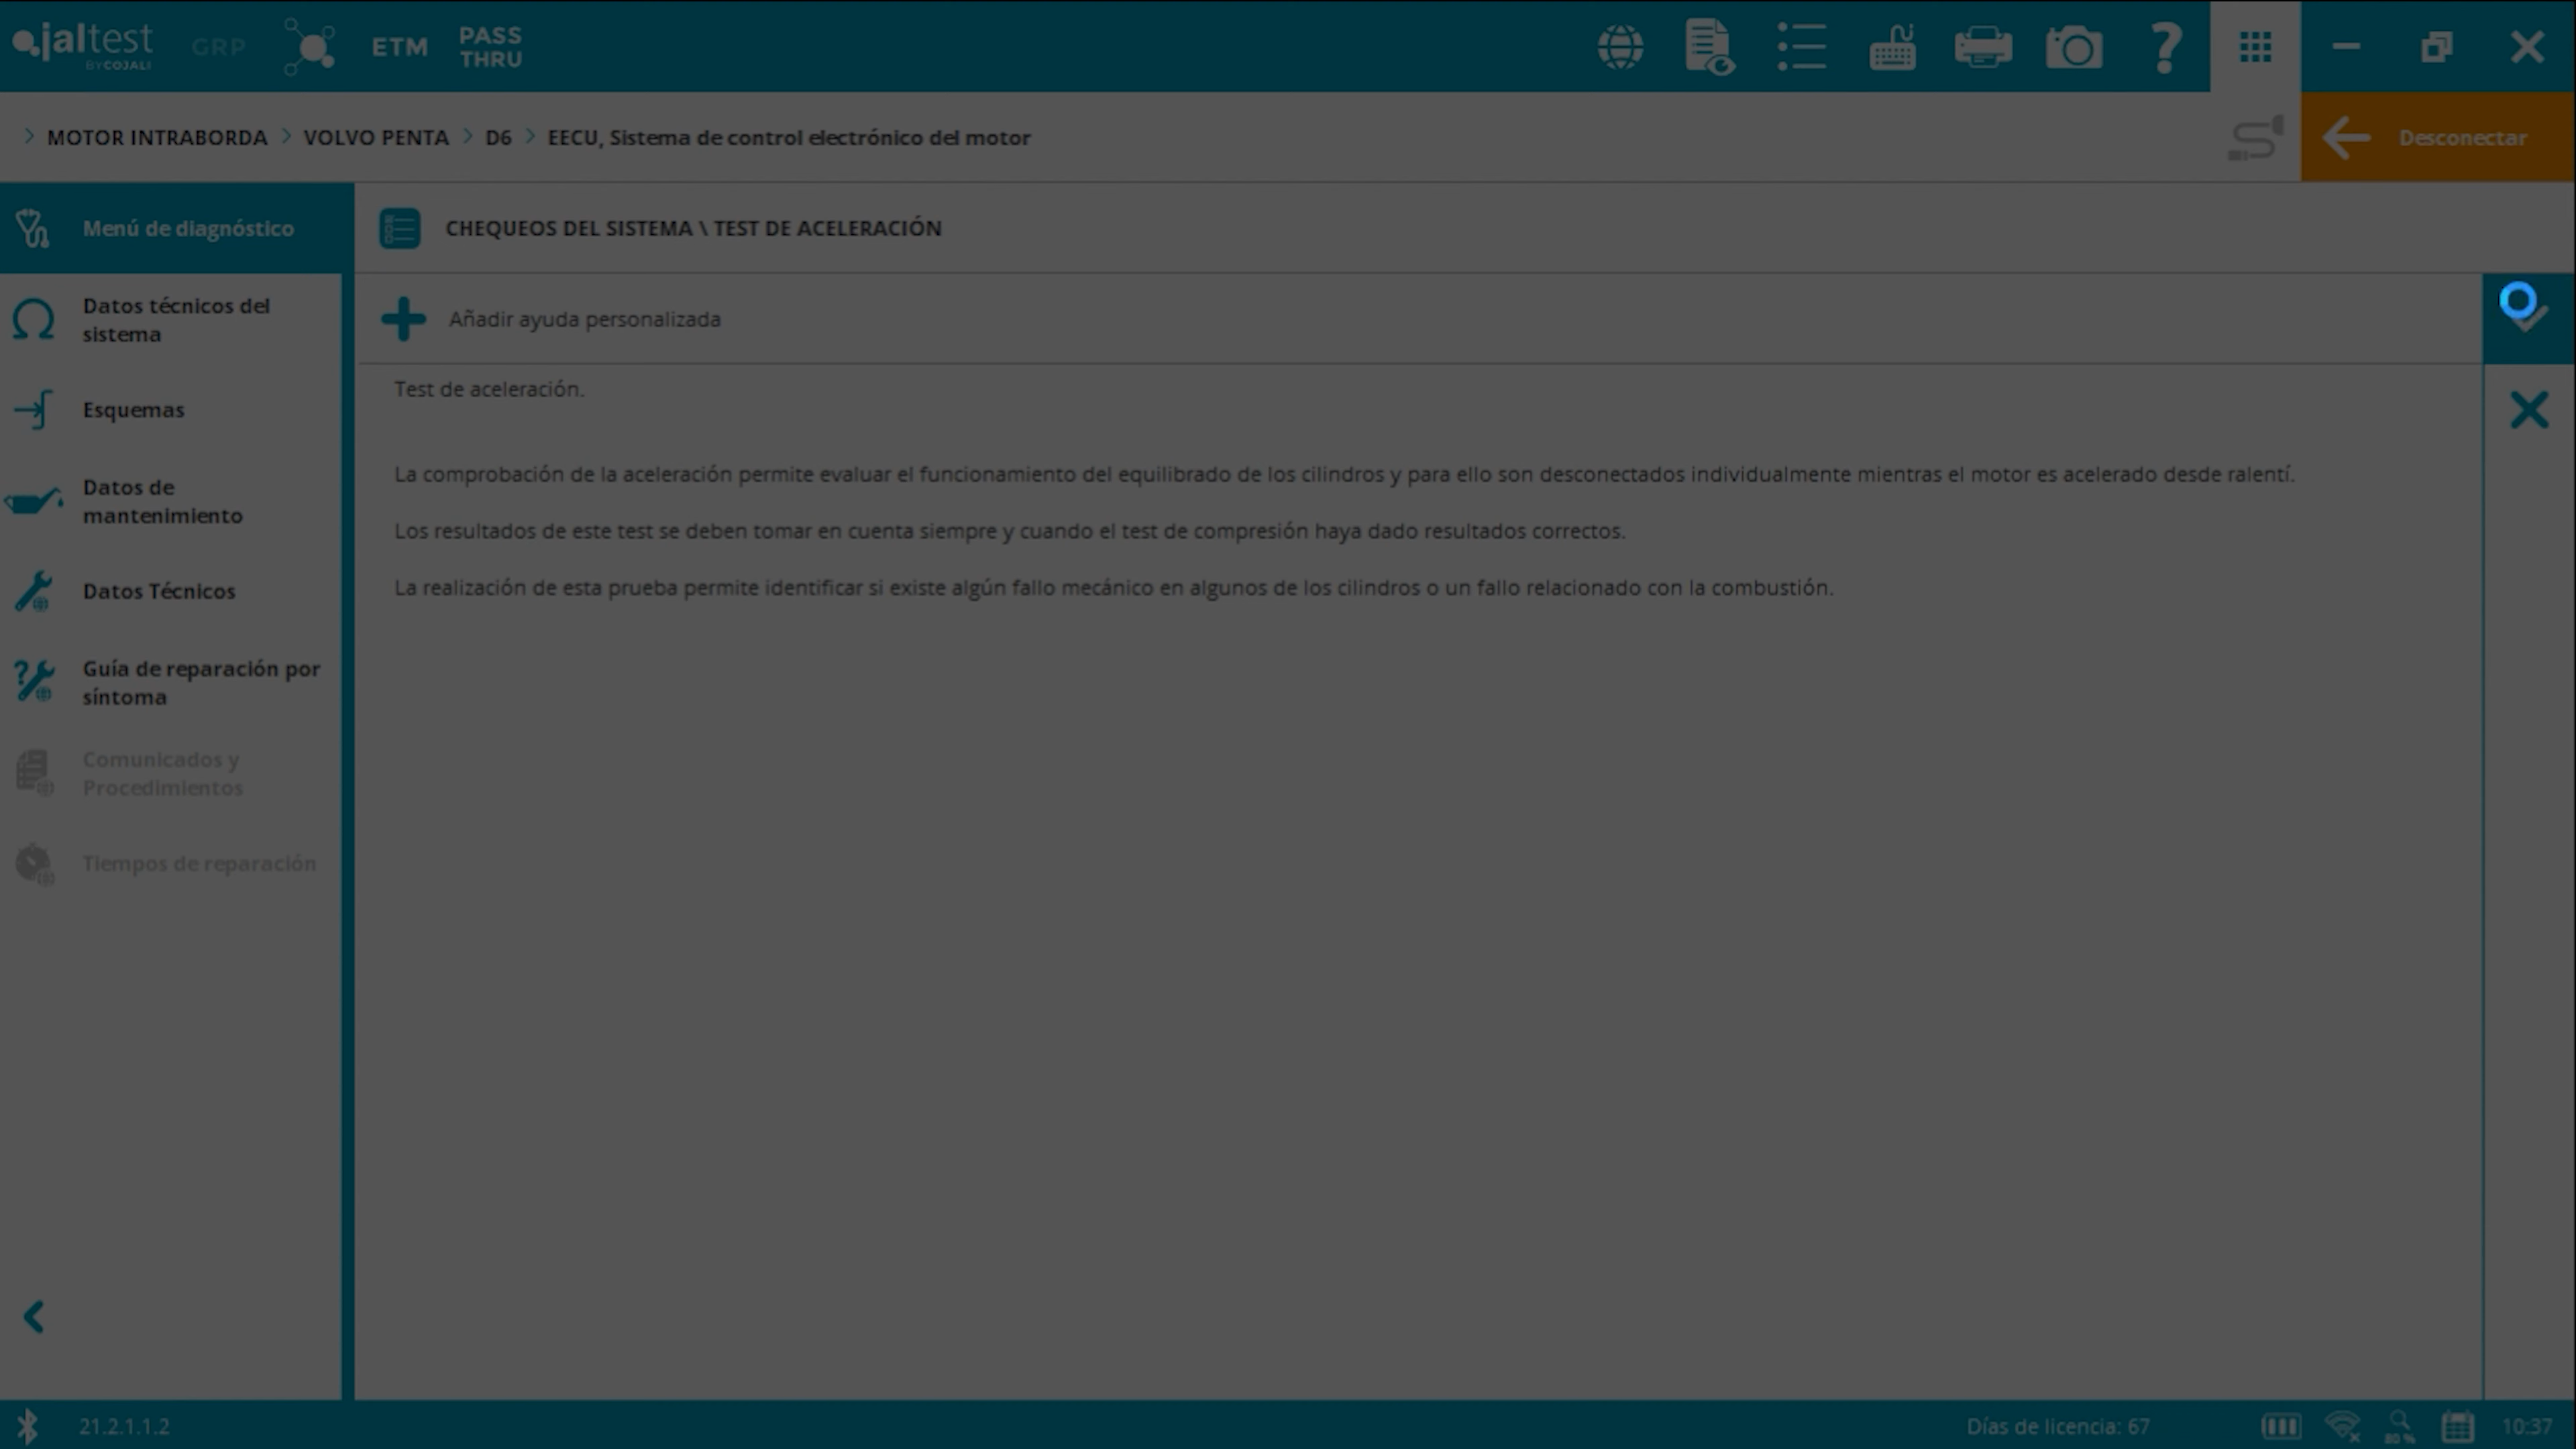 jaltest
BY COJALI
GRP
ETM
PASS
THRU
MOTOR INTRABORDA
VOLVO PENTA
D6
EECU, Sistema de control electrónico del motor
Desconectar
Menú de diagnóstico
CHEQUEOS DEL SISTEMA \ TEST DE ACELERACIÓN
Datos técnicos del
sistema
Esquemas
Datos de
mantenimiento
Datos Técnicos
Guía de reparación por
síntoma
Comunicados y
Procedimientos
Tiempos de reparación
Añadir ayuda personalizada
Test de aceleración.
La comprobación de la aceleración permite evaluar el funcionamiento del equilibrado de los cilindros y para ello son desconectados individualmente mientras el motor es acelerado desde ralentí.
Los resultados de este test se deben tomar en cuenta siempre y cuando el test de compresión haya dado resultados correctos.
La realización de esta prueba permite identificar si existe algún fallo mecánico en algunos de los cilindros o un fallo relacionado con la combustión.
21.2.1.1.2
Días de licencia: 67
80 %
10:37